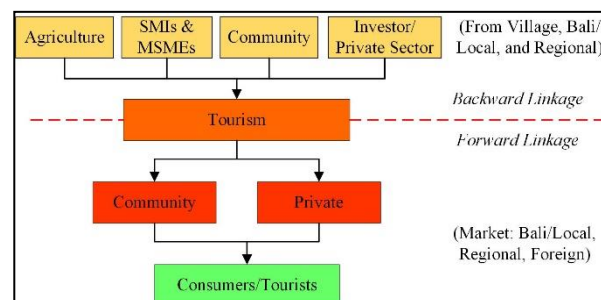 Agriculture
SMIs &
MSMEs
Community
Investor/
Private Sector
(From Village, Bali/
Local, and Regional)
Backward Linkage
Tourism
Forward Linkage
Community
Private
(Market: Bali/Local,
Regional, Foreign)
Consumers/Tourists